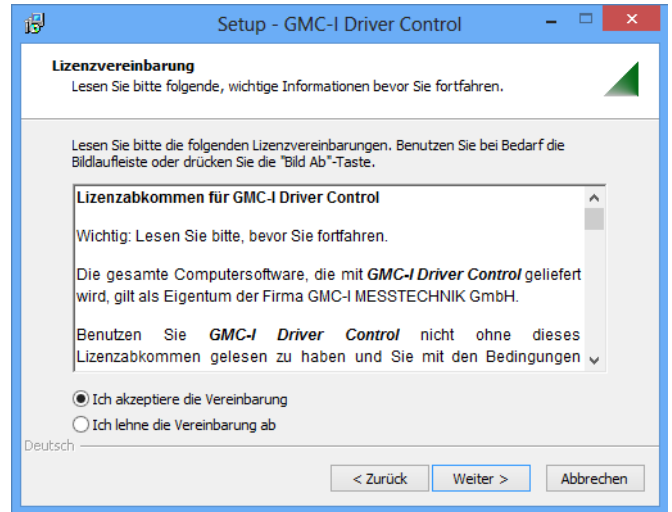 Setup - GMC-I Driver Control
Lizenzvereinbarung
Lesen Sie bitte folgende, wichtige Informationen bevor Sie fortfahren.
Lesen Sie bitte die folgenden Lizenzvereinbarungen. Benutzen Sie bei Bedarf die
Bildlaufleiste oder drücken Sie die "Bild Ab"-Taste.
Lizenzabkommen für GMC-I Driver Control
Wichtig: Lesen Sie bitte, bevor Sie fortfahren.
Die gesamte Computersoftware, die mit GMC-I Driver Control geliefert
wird, gilt als Eigentum der Firma GMC-I MESSTECHNIK GmbH.
Benutzen Sie GMC-I Driver Control nicht ohne dieses
Lizenzabkommen gelesen zu haben und Sie mit den Bedingungen
Ich akzeptiere die Vereinbarung
Ich lehne die Vereinbarung ab
Deutsch
< Zurück Weiter > Abbrechen